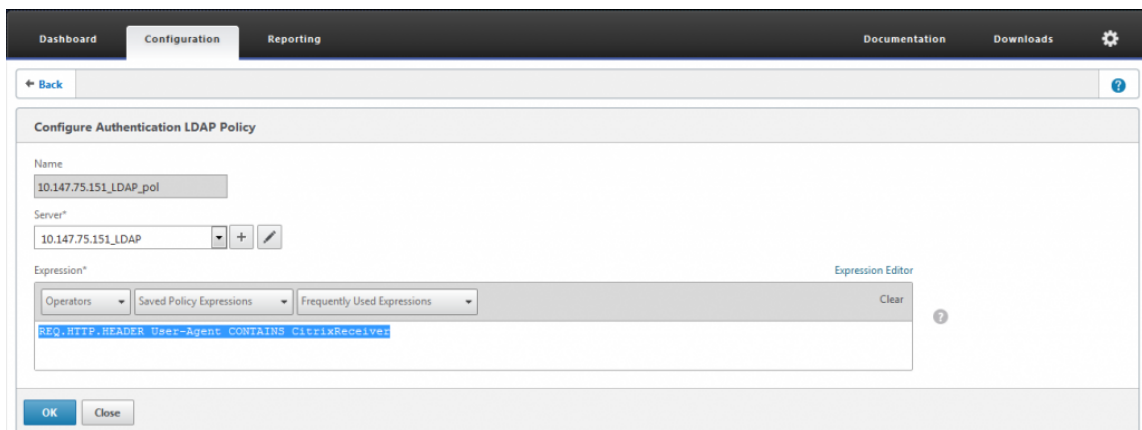 Dashboard Configuration Reporting Documentation Downloads
Back
Configure Authentication LDAP Policy
Name
10.147.75.151_LDAP_pol
Server*
10.147.75.151_LDAP
Expression* Expression Editor
Operators Saved Policy Expressions Frequently Used Expressions Clear
REQ.HTTP.HEADER User-Agent CONTAINS CitrixReceiver
OK Close